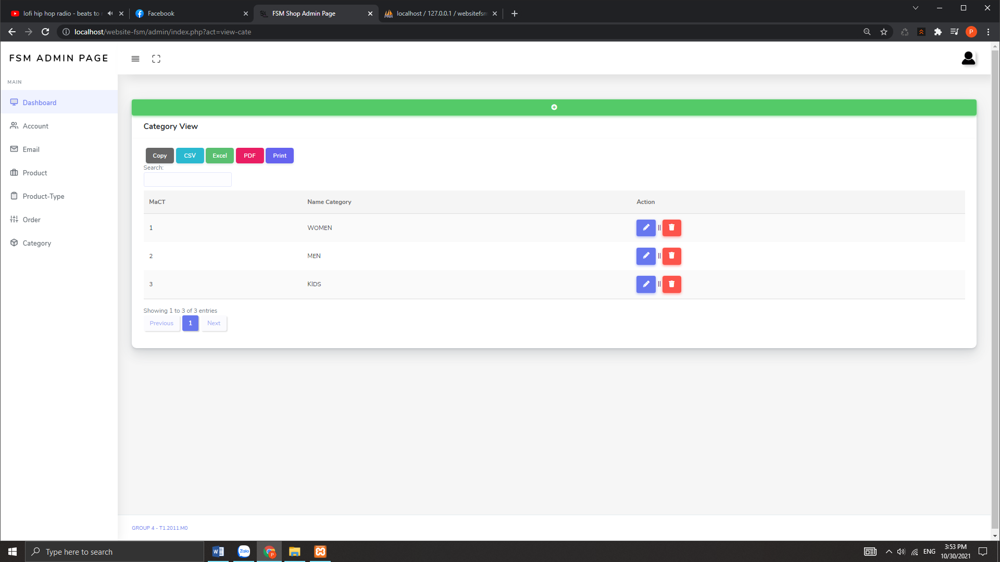 lofi hip hop radio - beats to
Facebook
FSM Shop Admin Page
localhost / 127.0.0.1 / websitefsm
localhost/website-fsm/admin/index.php?act=view-cate
P
FSM ADMIN PAGE
MAIN
Dashboard
Account
Email
Product
Product-Type
Order
Category
Category View
Copy CSV Excel PDF Print
Search:
MaCT Name Category Action
1 WOMEN ||
2 MEN ||
3 KIDS ||
Showing 1 to 3 of 3 entries
Previous 1 Next
GROUP 4 - T1.2011.M0
Type here to search
W
Zalo
P
ENG
3:53 PM
10/30/2021